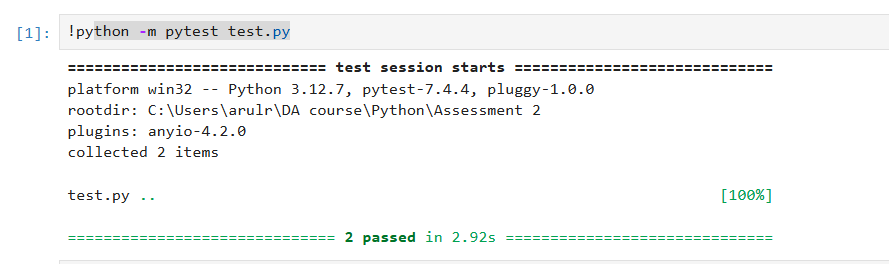 [1]: !python -m pytest test.py
============================= test session starts =============================
platform win32 -- Python 3.12.7, pytest-7.4.4, pluggy-1.0.0
rootdir: C:\Users\arulr\DA course\Python\Assessment 2
plugins: anyio-4.2.0
collected 2 items
test.py .. [100%]
============================== 2 passed in 2.92s ==============================